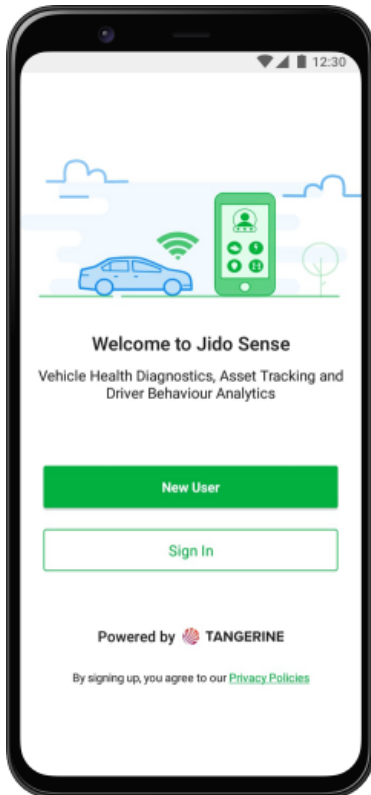 12:30
Welcome to Jido Sense
Vehicle Health Diagnostics, Asset Tracking and
Driver Behaviour Analytics
New User
Sign In
Powered by TANGERINE
By signing up, you agree to our Privacy Policies